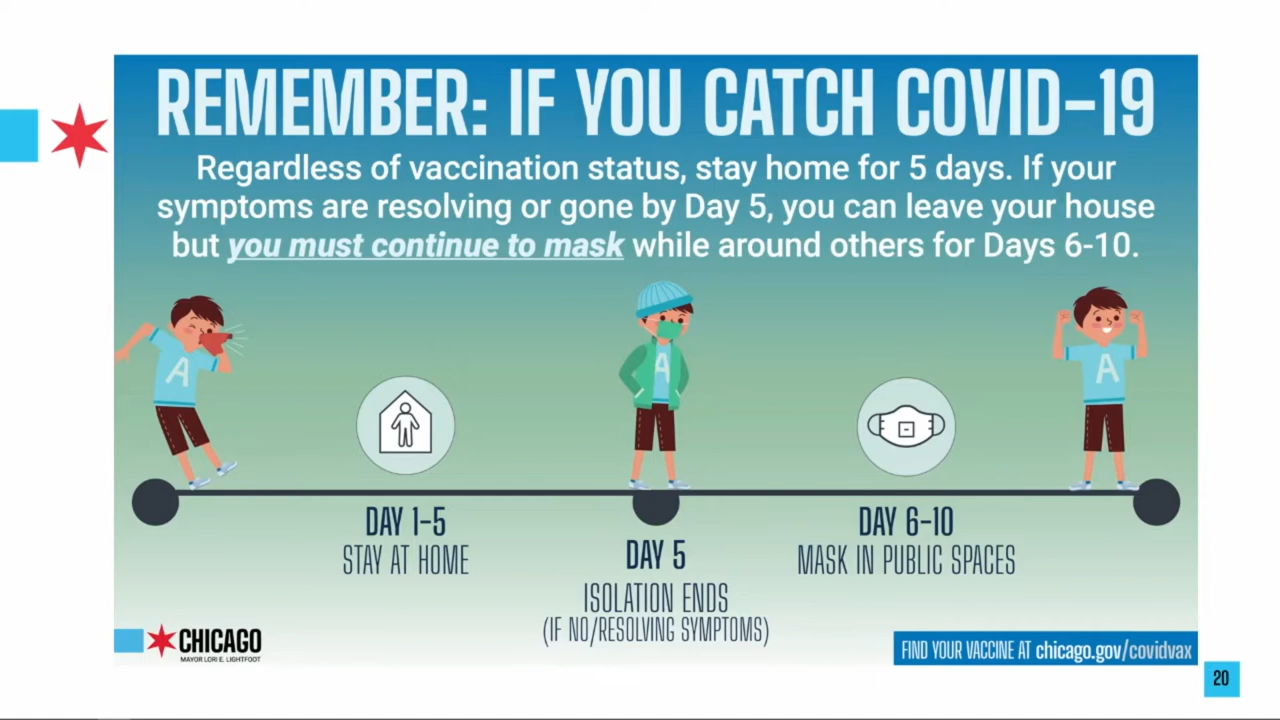 REMEMBER: IF YOU CATCH COVID-19
Regardless of vaccination status, stay home for 5 days. If your
symptoms are resolving or gone by Day 5, you can leave your house
but you must continue to mask while around others for Days 6-10.
A
A
A
DAY 1-5
STAY AT HOME
DAY 5
ISOLATION ENDS
(IF NO/RESOLVING SYMPTOMS)
DAY 6-10
MASK IN PUBLIC SPACES
CHICAGO
MAYOR LORI E. LIGHTFOOT
FIND YOUR VACCINE AT chicago.gov/covidvax
20